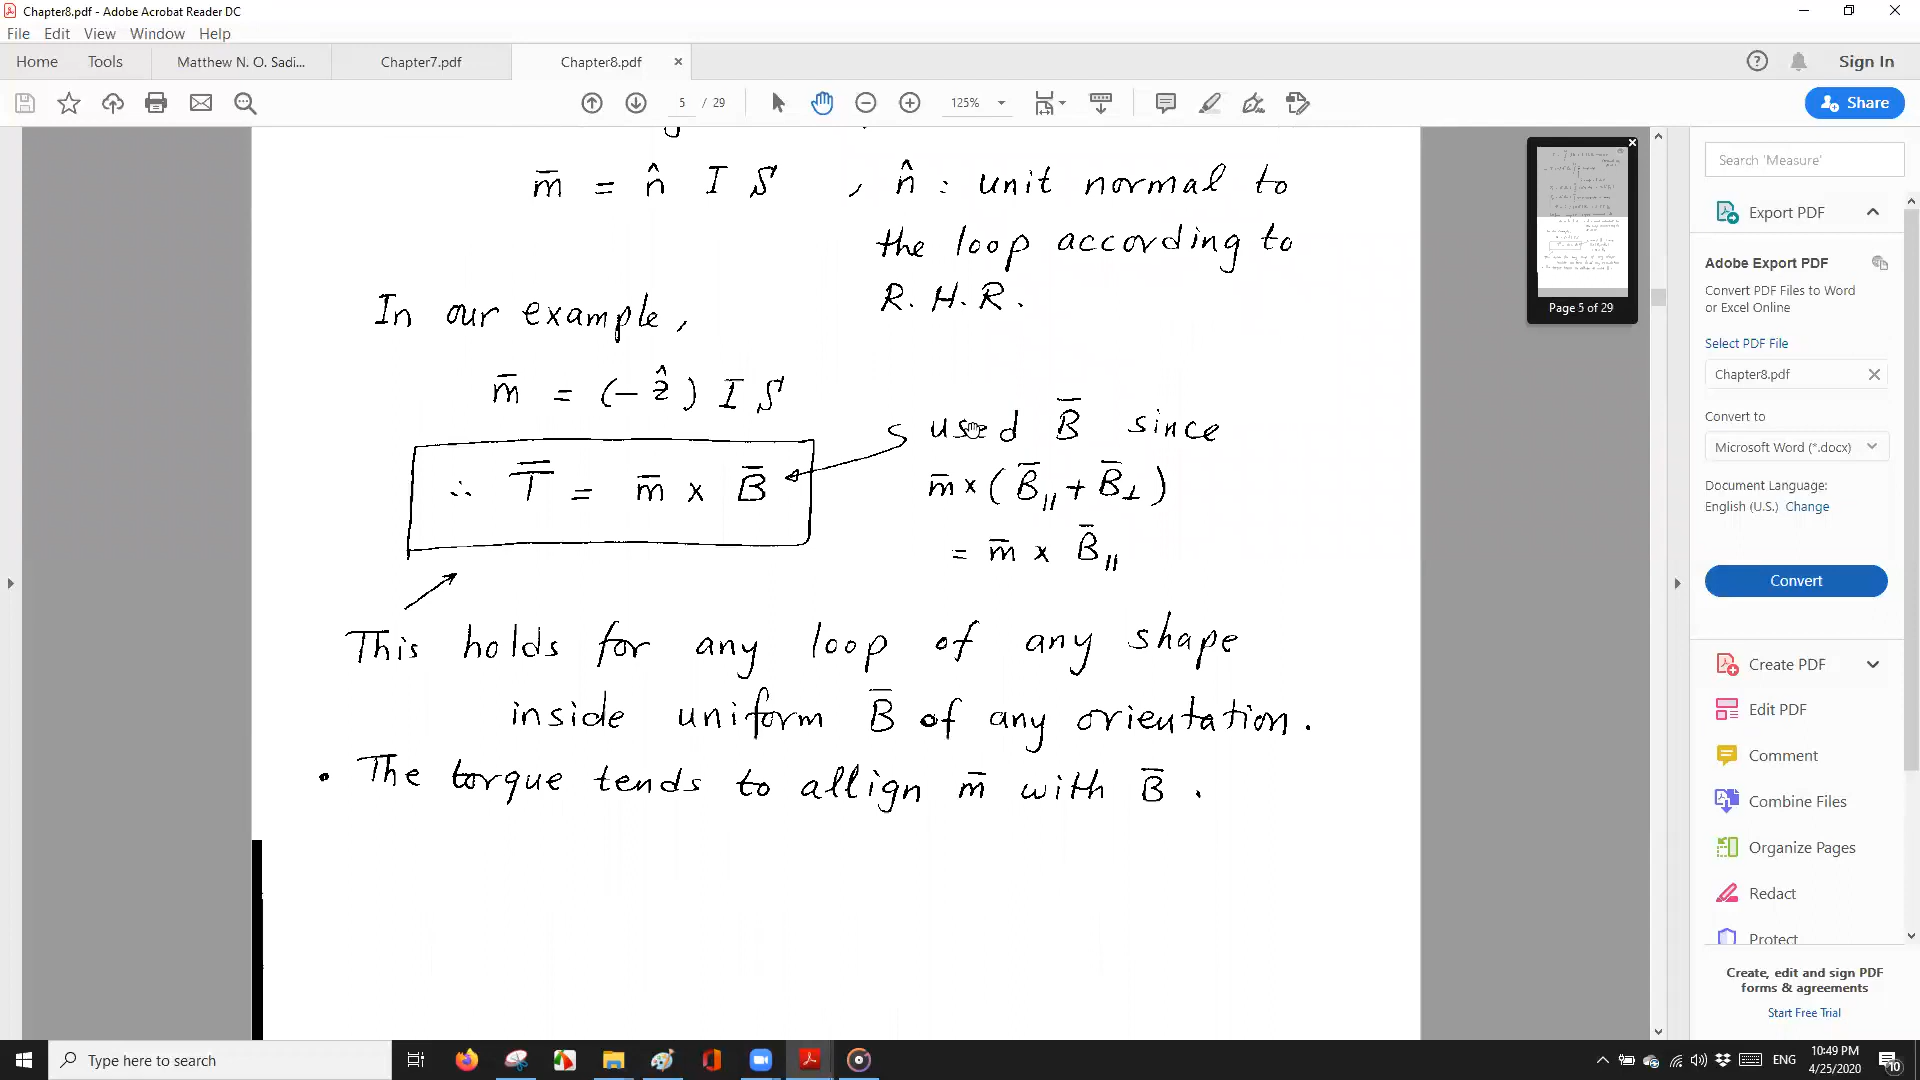 Chapter8.pdf - Adobe Acrobat Reader DC
File Edit View Window Help
Home Tools Matthew N. O. Sadi... Chapter7.pdf Chapter8.pdf
Sign In
5 / 29 125%
Share
m̄ = n̂ I S , n̂ : unit normal to
the loop according to
R.H.R.
In our example,
m̄ = (-ẑ) I S
used B̄ since
∴ T̿ = m̄ × B̄
m̄ × (B̄∥ + B̄⊥)
= m̄ × B̄∥
This holds for any loop of any shape
inside uniform B̄ of any orientation.
• The torque tends to allign m̄ with B̄ .
Page 5 of 29
Search 'Measure'
Export PDF
Adobe Export PDF
Convert PDF Files to Word
or Excel Online
Select PDF File
Chapter8.pdf
Convert to
Microsoft Word (*.docx)
Document Language:
English (U.S.) Change
Convert
Create PDF
Edit PDF
Comment
Combine Files
Organize Pages
Redact
Protect
Create, edit and sign PDF
forms & agreements
Start Free Trial
Type here to search
ENG
10:49 PM
4/25/2020
10